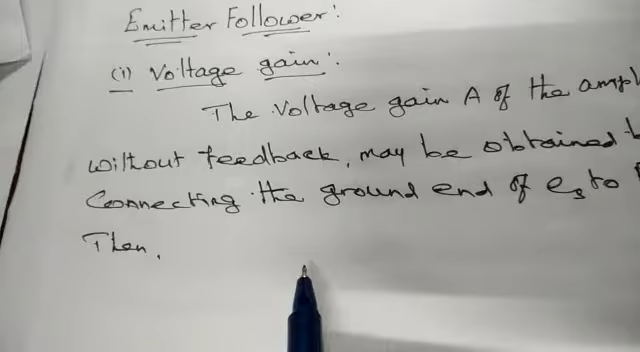 Emitter Follower:
(i) Voltage gain:
The Voltage gain A of the
without feedback, may be obtained
Connecting the ground end of es to
Then,